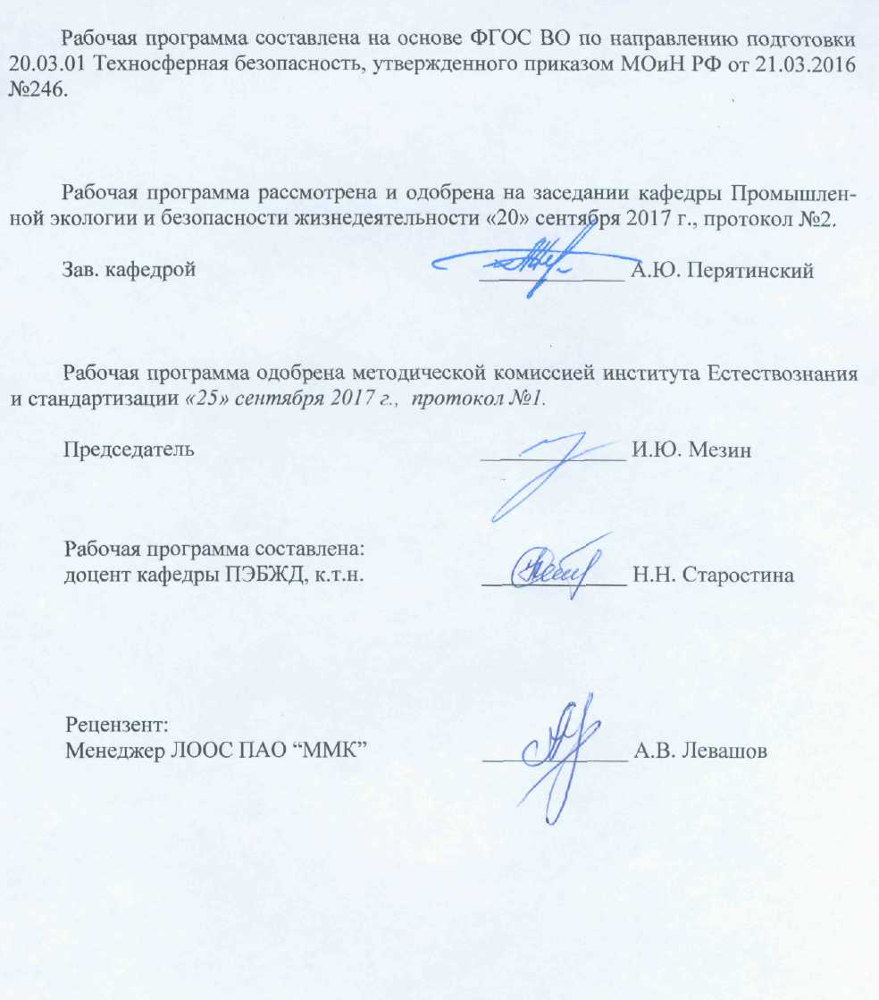 Рабочая программа составлена на основе ФГОС ВО по направлению подготовки
20.03.01 Техносферная безопасность, утвержденного приказом МОиН РФ от 21.03.2016
№246.
Рабочая программа рассмотрена и одобрена на заседании кафедры Промышлен-
ной экологии и безопасности жизнедеятельности «20» сентября 2017 г., протокол №2.
Зав. кафедрой А.Ю. Перятинский
Рабочая программа одобрена методической комиссией института Естествознания
и стандартизации «25» сентября 2017 г., протокол №1.
Председатель И.Ю. Мезин
Рабочая программа составлена:
доцент кафедры ПЭБЖД, к.т.н. Н.Н. Старостина
Рецензент:
Менеджер ЛООС ПАО “ММК” А.В. Левашов